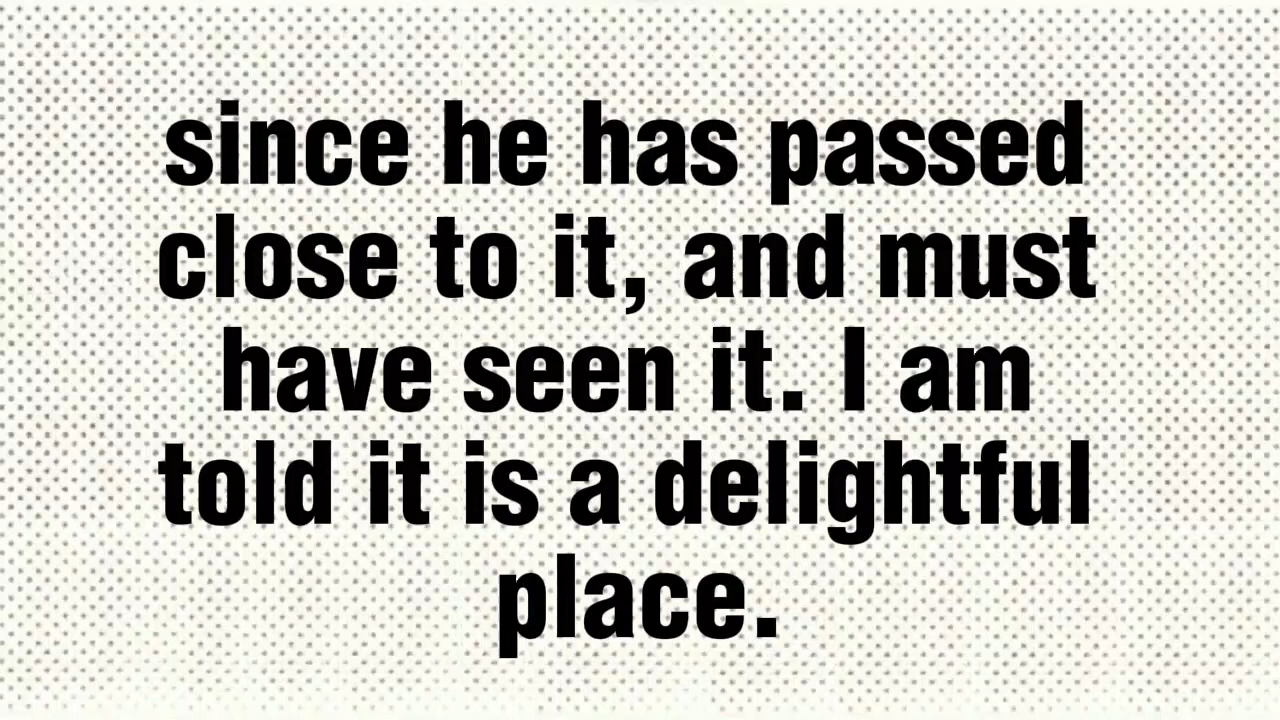 since he has passed
close to it, and must
have seen it. I am
told it is a delightful
place.